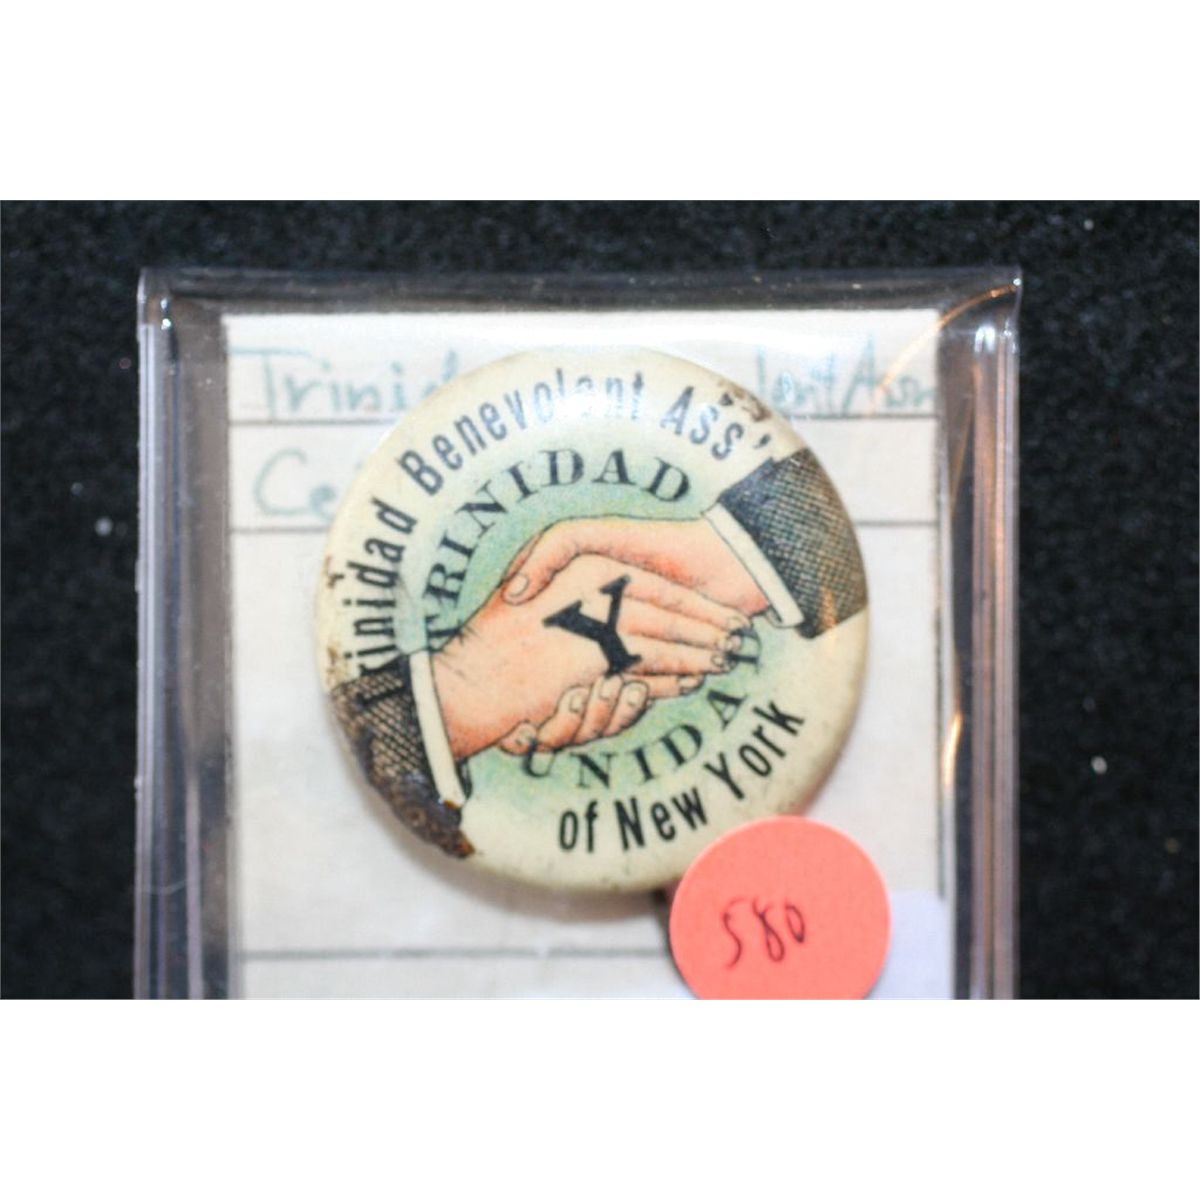 Trinidad Benevolent Ass'
TRINIDAD
Y
UNIDAD
of New York
580